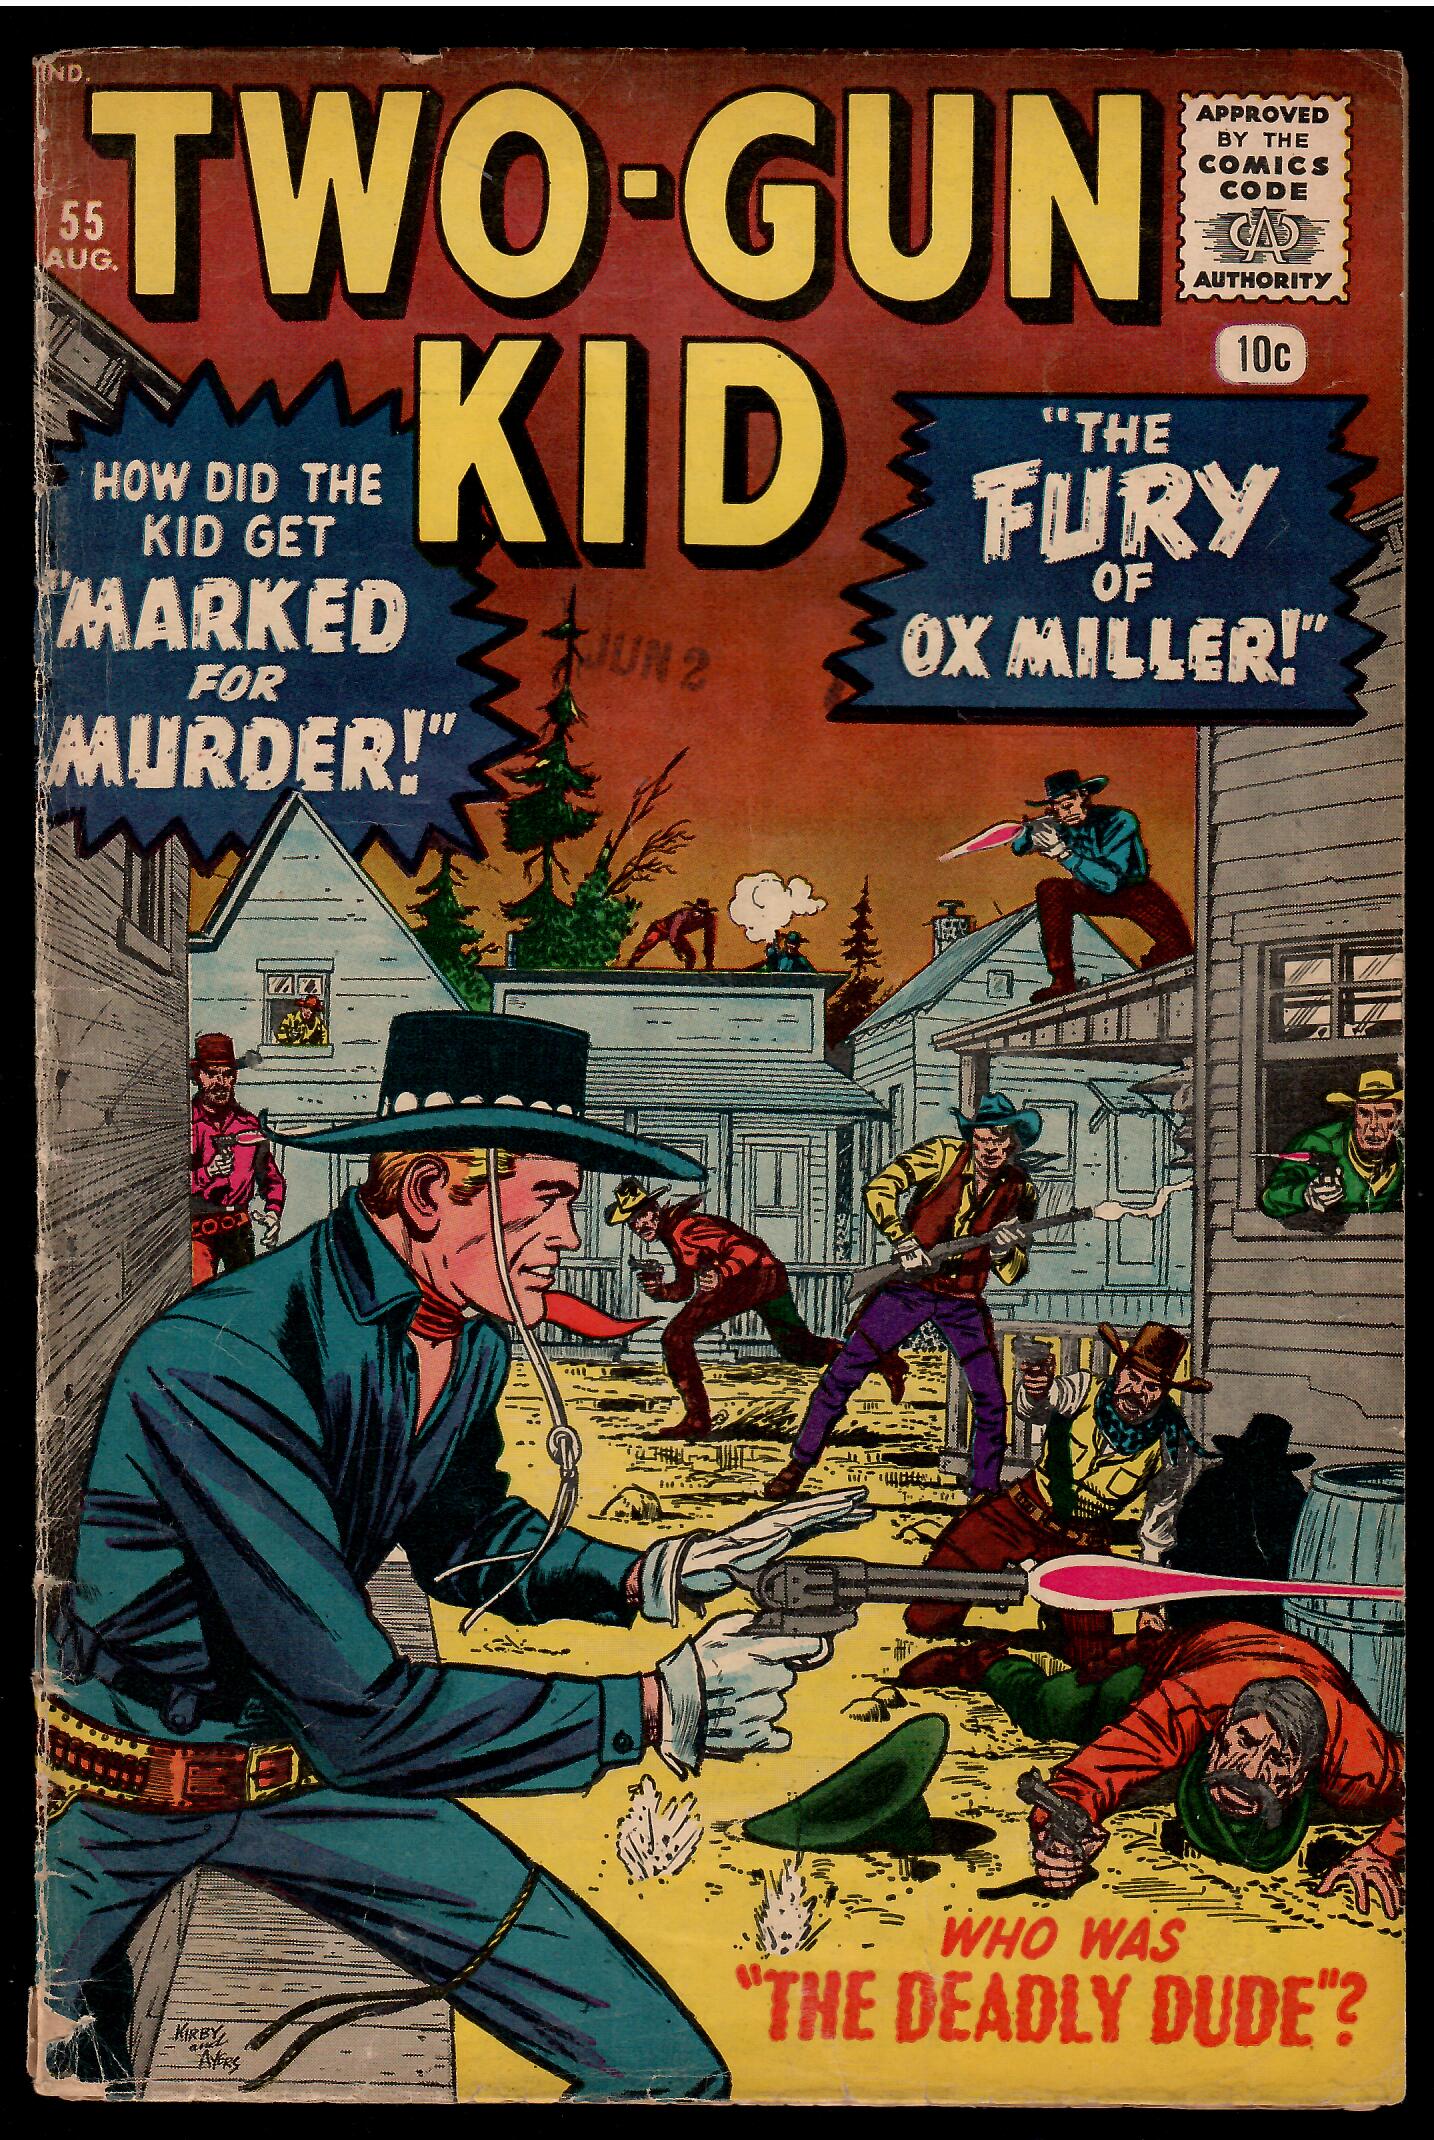 IND.
TWO-GUN
KID
55
AUG.
APPROVED
BY THE
COMICS
CODE
CA
AUTHORITY
10c
HOW DID THE
KID GET
"MARKED
FOR
MURDER!"
"THE
FURY
OF
OX MILLER!"
JUN 2
WHO WAS
"THE DEADLY DUDE"?
KIRBY
and
AYERS